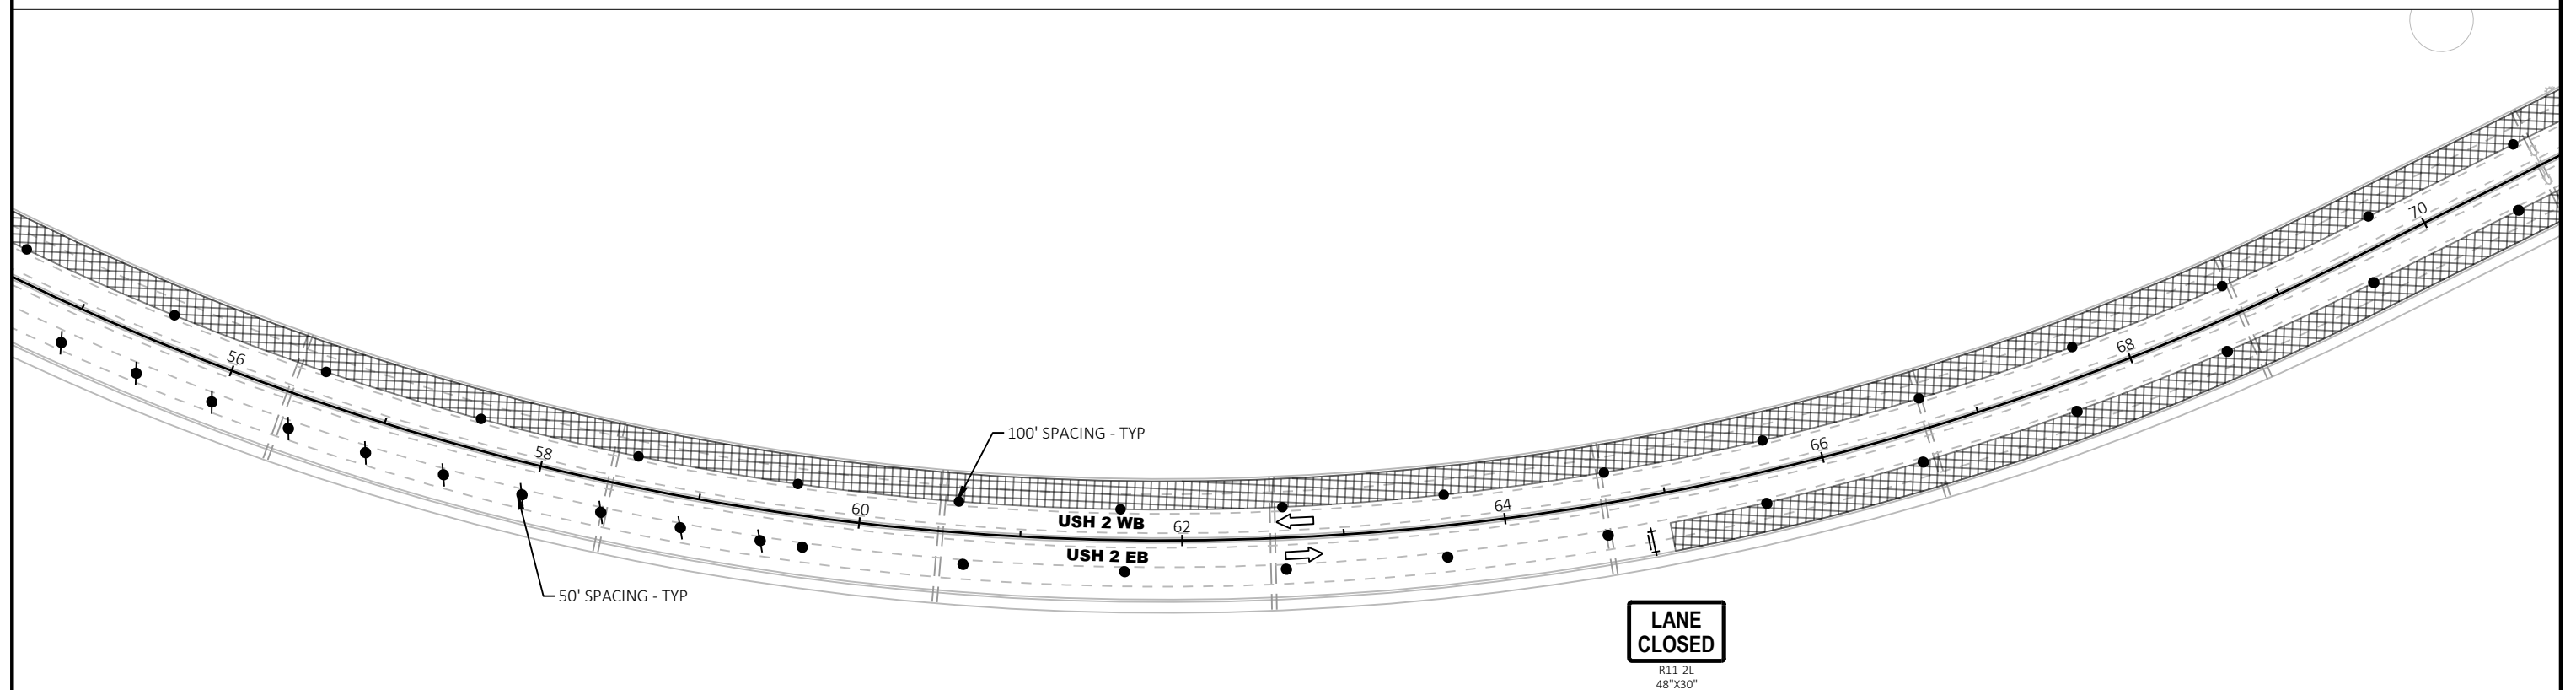 56
58
60
62
64
66
68
70
100' SPACING - TYP
USH 2 WB
USH 2 EB
50' SPACING - TYP
LANE
CLOSED
R11-2L
48"X30"